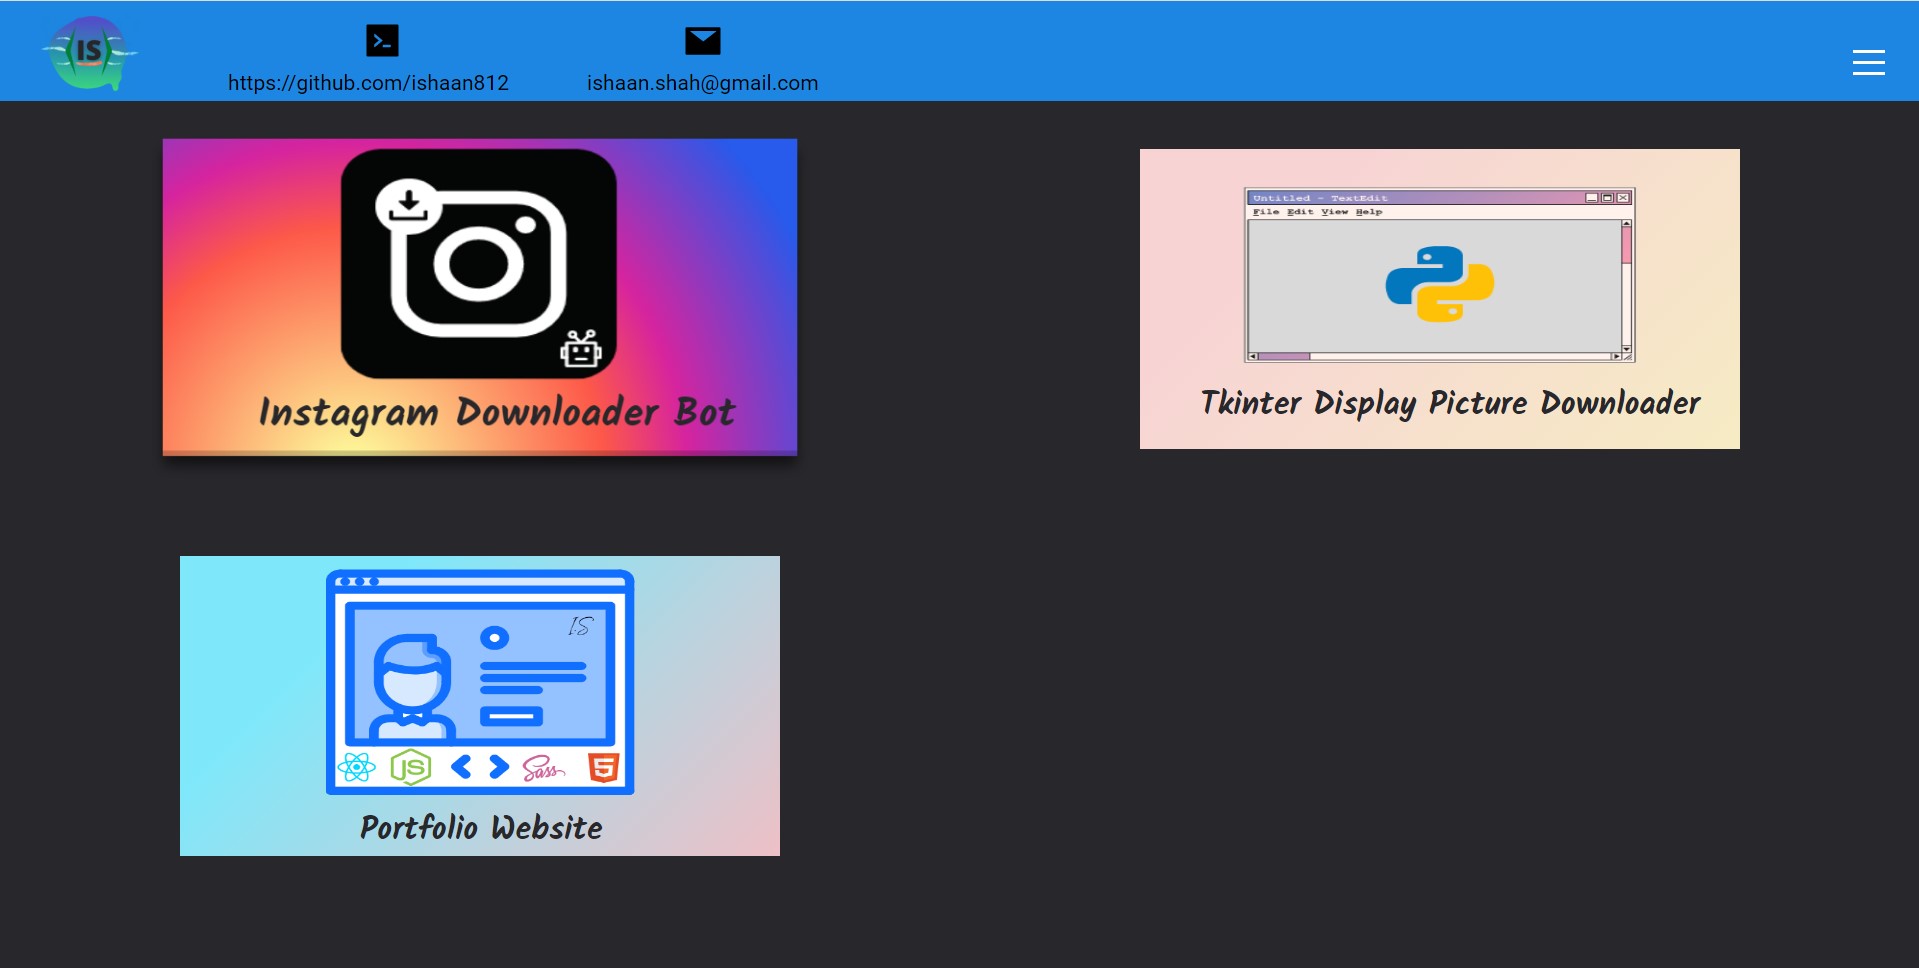 IS
https://github.com/ishaan812
ishaan.shah@gmail.com
Instagram Downloader Bot
Untitled - TextEdit
File Edit View Help
Tkinter Display Picture Downloader
IS
JS
Sass
5
Portfolio Website